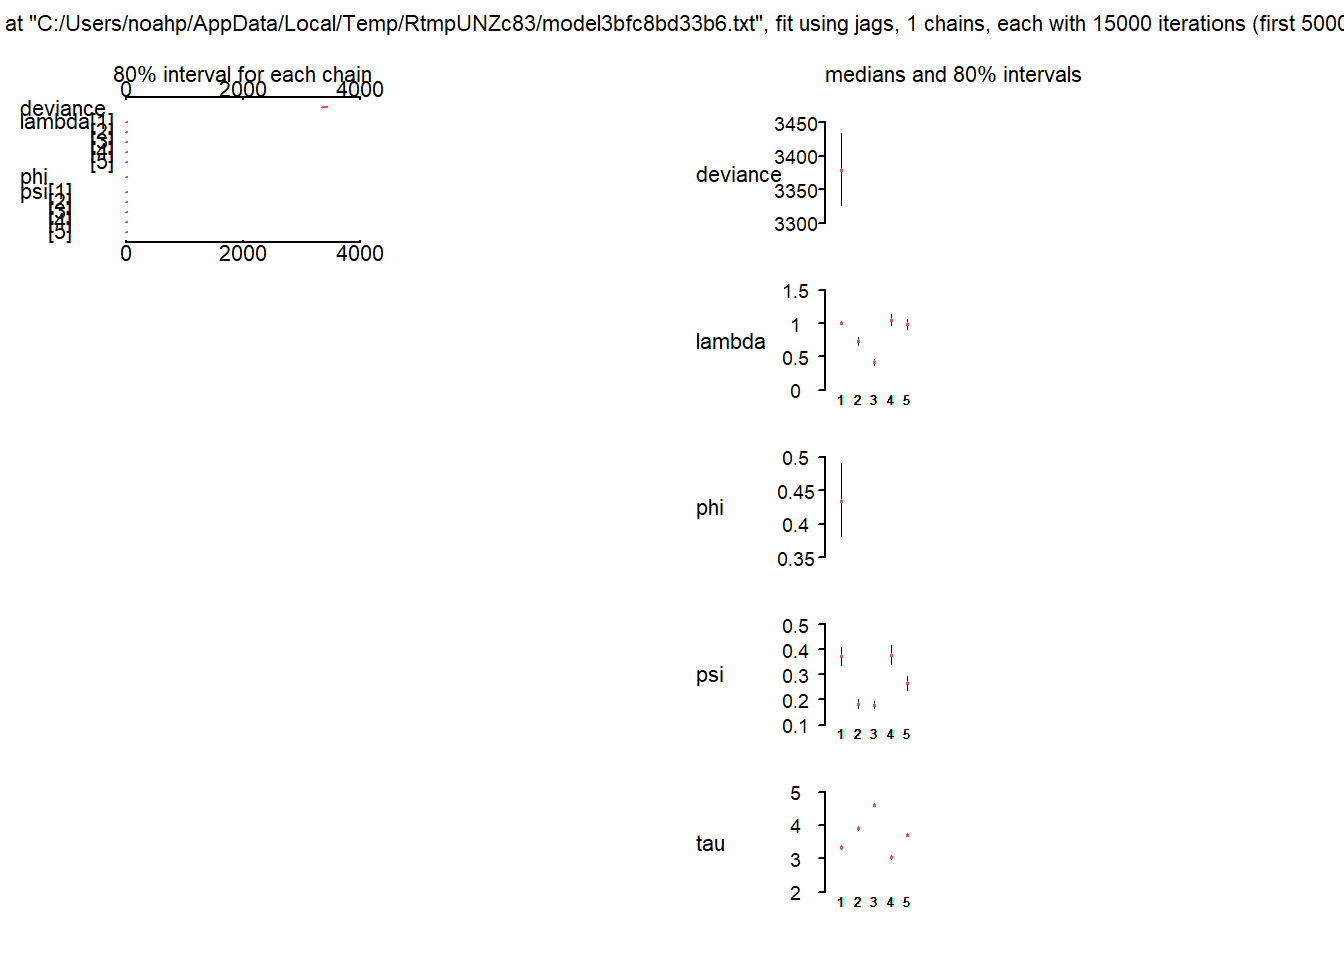 at "C:/Users/noahp/AppData/Local/Temp/RtmpUNZc83/model3bfc8bd33b6.txt", fit using jags, 1 chains, each with 15000 iterations (first 5000
80% interval for each chain
0 2000 4000
deviance
lambda[1]
[2]
[3]
[4]
[5]
phi
psi[1]
[2]
[3]
[4]
[5]
0 2000 4000
medians and 80% intervals
deviance
3450
3400
3350
3300
lambda
1.5
1
0.5
0
1 2 3 4 5
phi
0.5
0.45
0.4
0.35
psi
0.5
0.4
0.3
0.2
0.1
1 2 3 4 5
tau
5
4
3
2
1 2 3 4 5